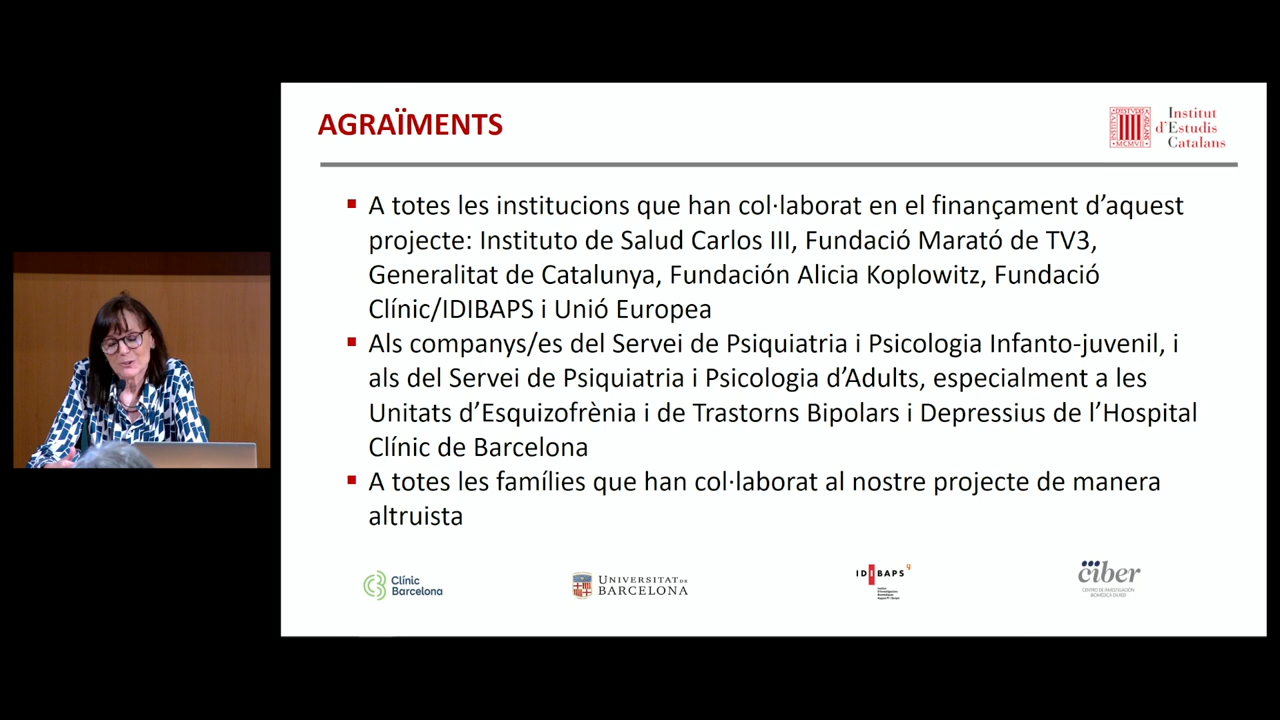 AGRAÏMENTS
Institut
d'Estudis
Catalans
▪ A totes les institucions que han col·laborat en el finançament d'aquest
projecte: Instituto de Salud Carlos III, Fundació Marató de TV3,
Generalitat de Catalunya, Fundación Alicia Koplowitz, Fundació
Clínic/IDIBAPS i Unió Europea
▪ Als companys/es del Servei de Psiquiatria i Psicologia Infanto-juvenil, i
als del Servei de Psiquiatria i Psicologia d'Adults, especialment a les
Unitats d'Esquizofrènia i de Trastorns Bipolars i Depressius de l'Hospital
Clínic de Barcelona
▪ A totes les famílies que han col·laborat al nostre projecte de manera
altruista
Clínic
Barcelona
UNIVERSITAT DE
BARCELONA
IDIBAPS
ciber
CENTRO DE INVESTIGACIÓN
BIOMÉDICA EN RED